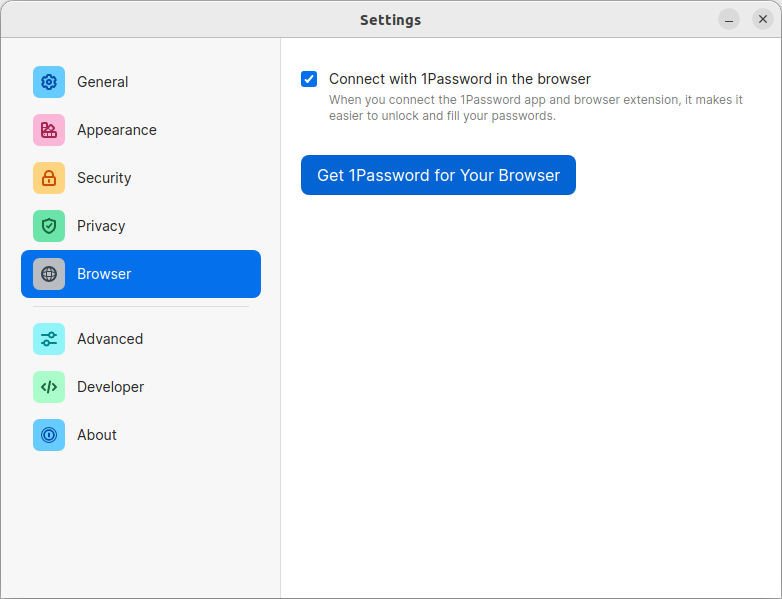 Settings
General
Appearance
Security
Privacy
Browser
Advanced
Developer
About
Connect with 1Password in the browser
When you connect the 1Password app and browser extension, it makes it
easier to unlock and fill your passwords.
Get 1Password for Your Browser